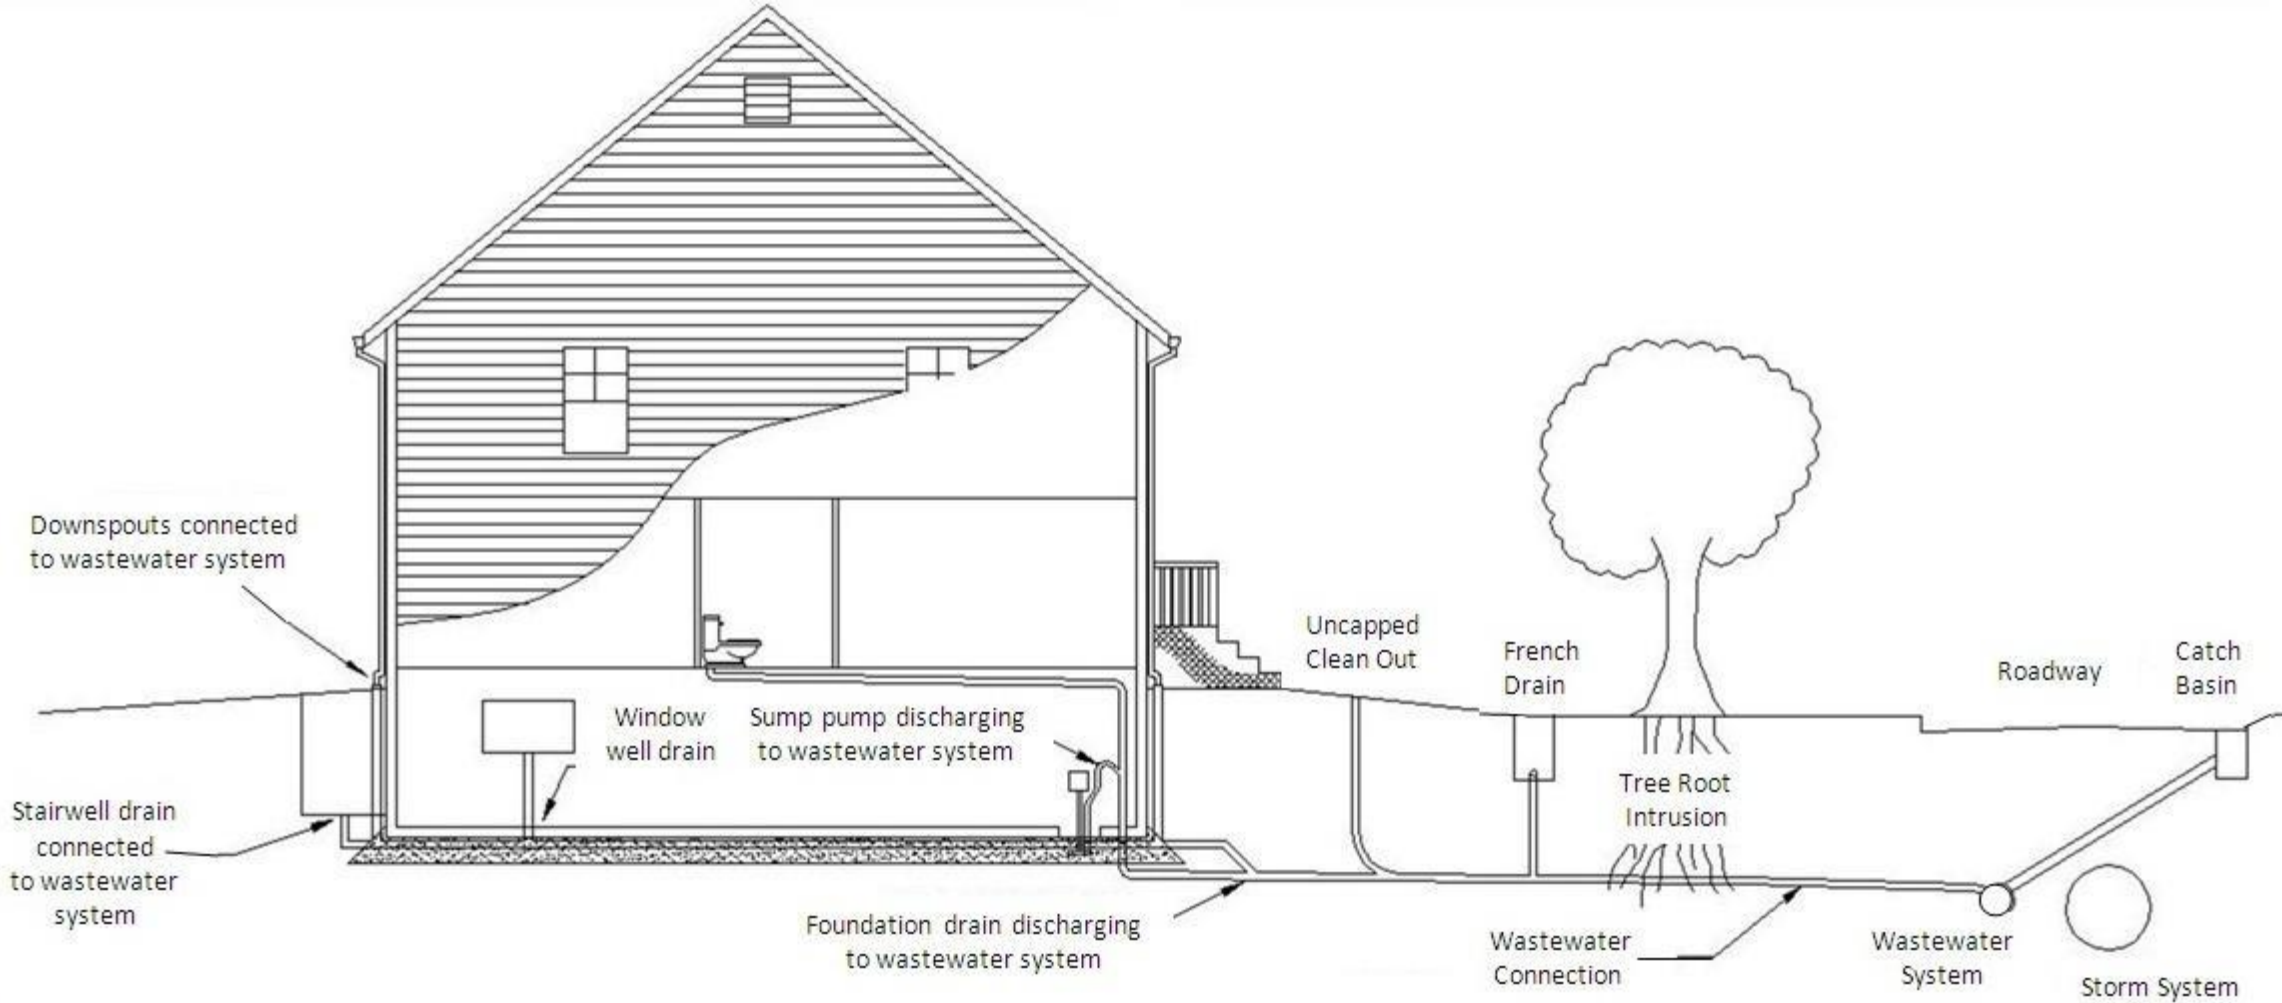 Downspouts connected
to wastewater system
Uncapped
Clean Out
French
Drain
Roadway
Catch
Basin
Window
well drain
Sump pump discharging
to wastewater system
Tree Root
Intrusion
Stairwell drain
connected
to wastewater
system
Foundation drain discharging
to wastewater system
Wastewater
Connection
Wastewater
System
Storm System